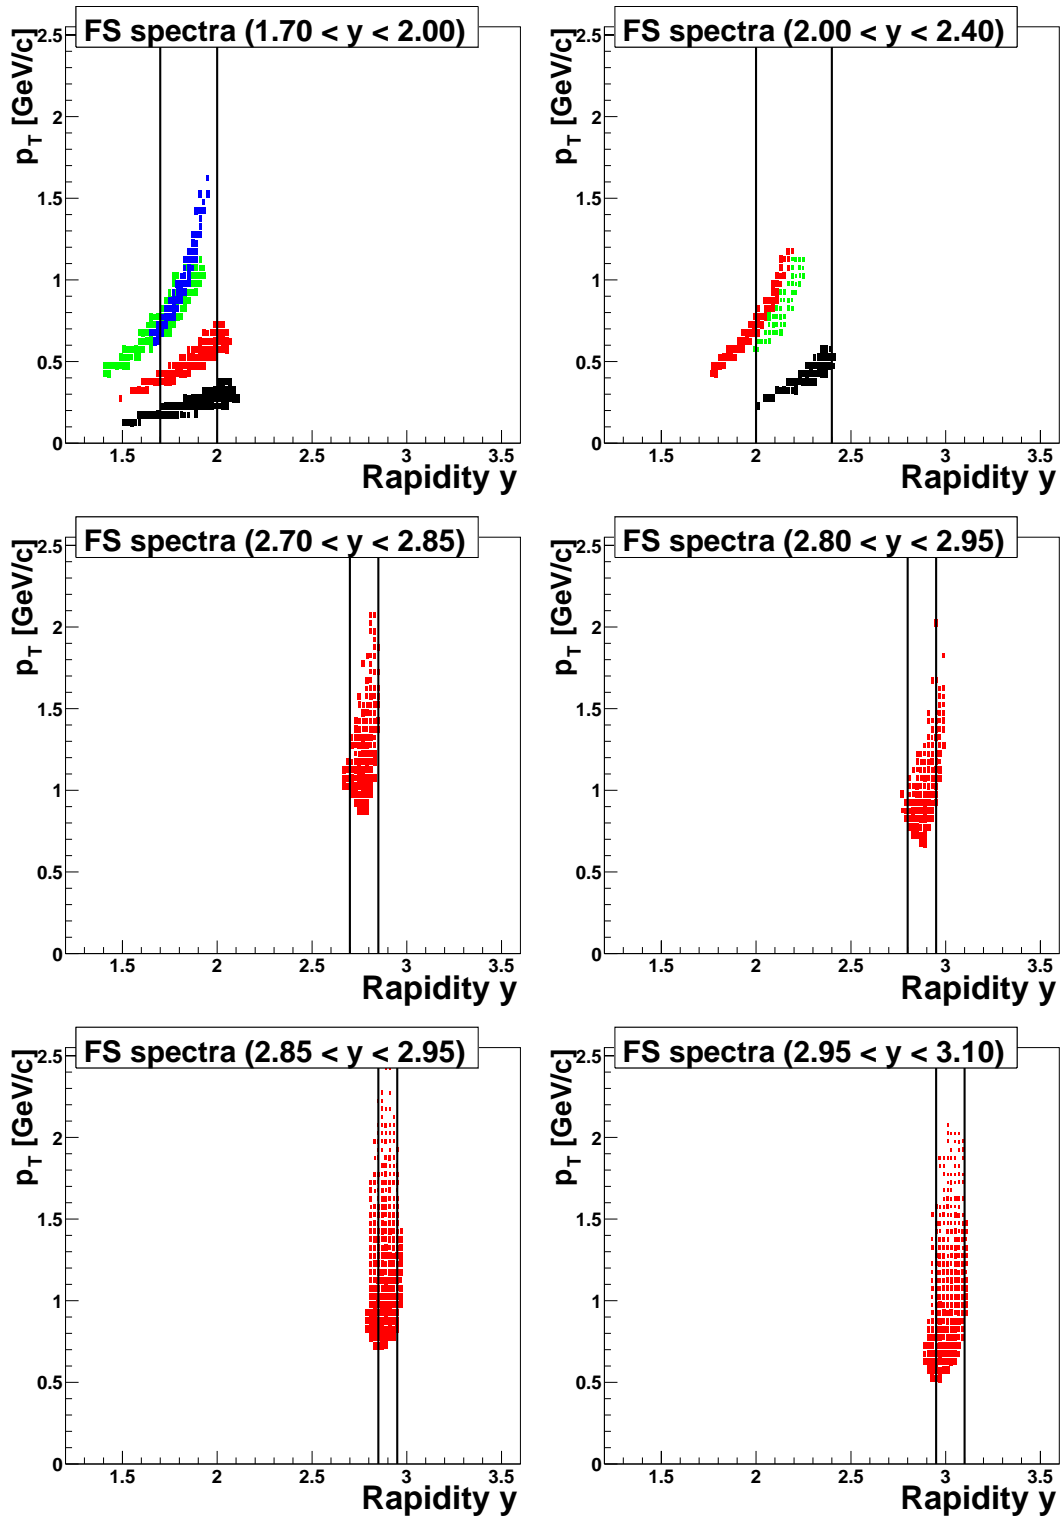 FS spectra (1.70 < y < 2.00)
p_T [GeV/c]
2.5
2
1.5
1
0.5
0
1.5 2 2.5 3 3.5
Rapidity y
FS spectra (2.00 < y < 2.40)
p_T [GeV/c]
2.5
2
1.5
1
0.5
0
1.5 2 2.5 3 3.5
Rapidity y
FS spectra (2.70 < y < 2.85)
p_T [GeV/c]
2.5
2
1.5
1
0.5
0
1.5 2 2.5 3 3.5
Rapidity y
FS spectra (2.80 < y < 2.95)
p_T [GeV/c]
2.5
2
1.5
1
0.5
0
1.5 2 2.5 3 3.5
Rapidity y
FS spectra (2.85 < y < 2.95)
p_T [GeV/c]
2.5
2
1.5
1
0.5
0
1.5 2 2.5 3 3.5
Rapidity y
FS spectra (2.95 < y < 3.10)
p_T [GeV/c]
2.5
2
1.5
1
0.5
0
1.5 2 2.5 3 3.5
Rapidity y